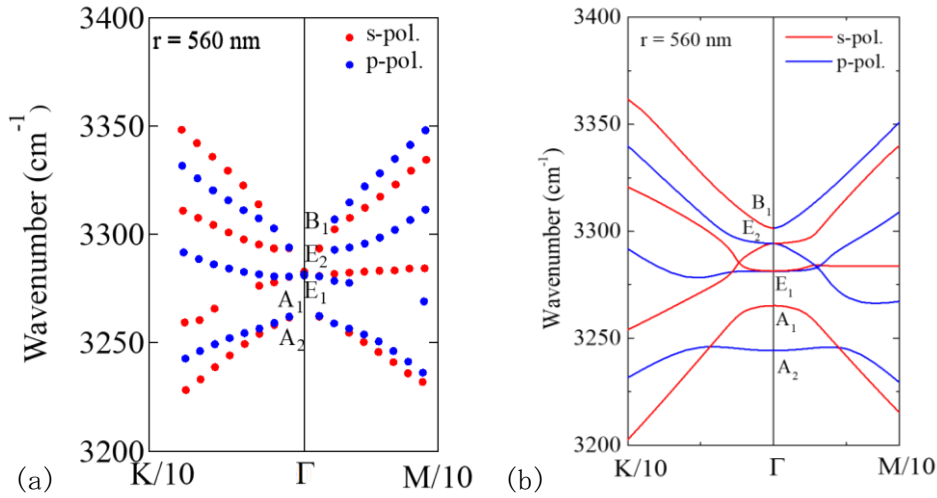 3400
r = 560 nm
s-pol.
p-pol.
3350
3300
3250
3200
Wavenumber (cm⁻¹)
B₁
E₂
E₁
A₁
A₂
K/10
Γ
M/10
(a)
3400
r = 560 nm
s-pol.
p-pol.
3350
3300
3250
3200
Wavenumber (cm⁻¹)
B₁
E₂
E₁
A₁
A₂
K/10
Γ
M/10
(b)